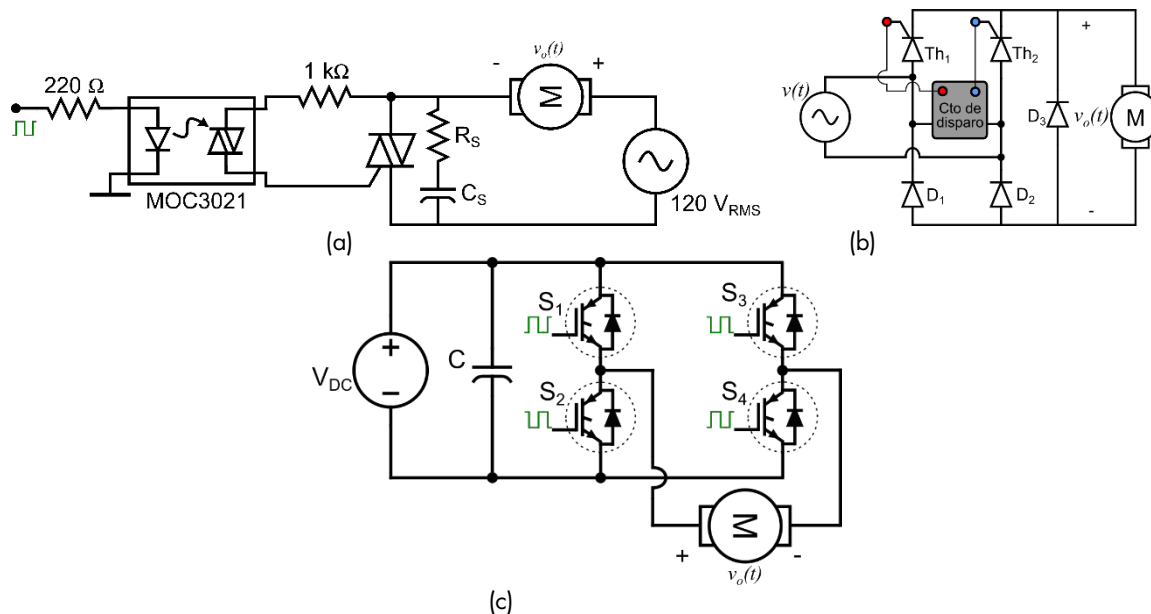 220 Ω
MOC3021
1 kΩ
R_S
C_S
v_o(t)
- +
M
120 V_RMS
(a)
v(t)
Th_1
Th_2
Cto de
disparo
D_1
D_2
D_3
+
v_o(t)
-
M
(b)
V_DC
+
−
C
S_1
S_2
S_3
S_4
M
+ -
v_o(t)
(c)